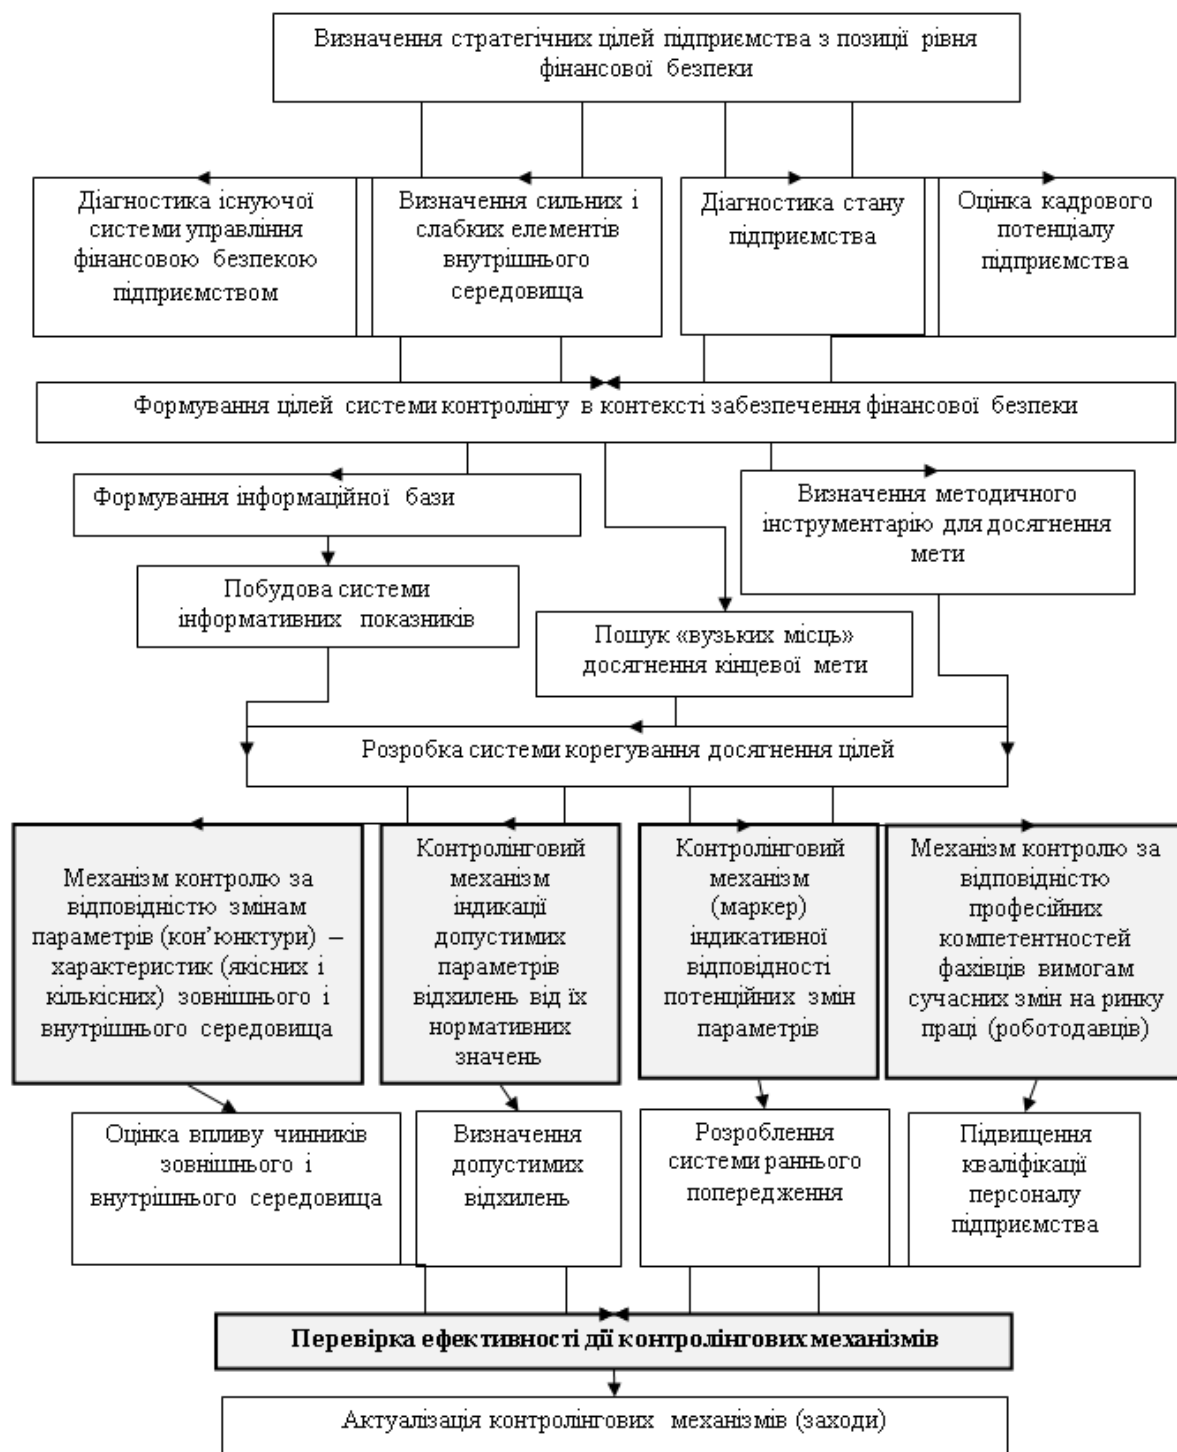 Визначення стратегічних цілей підприємства з позиції рівня
фінансової безпеки
Діагностика існуючої
системи управління
фінансовою безпекою
підприємством
Визначення сильних і
слабких елементів
внутрішнього
середовища
Діагностика стану
підприємства
Оцінка кадрового
потенціалу
підприємства
Формування цілей системи контролінгу в контексті забезпечення фінансової безпеки
Формування інформаційної бази
Визначення методичного
інструментарію для досягнення
мети
Побудова системи
інформативних показників
Пошук «вузьких місць»
досягнення кінцевої мети
Розробка системи корегування досягнення цілей
Механізм контролю за
відповідністю змінам
параметрів (кон’юнктури) –
характеристик (якісних і
кількісних) зовнішнього і
внутрішнього середовища
Контролінговий
механізм
індикації
допустимих
параметрів
відхилень від їх
нормативних
значень
Контролінговий
механізм
(маркер)
індикативної
відповідності
потенційних змін
параметрів
Механізм контролю за
відповідністю
професійних
компетентностей
фахівців вимогам
сучасних змін на ринку
праці (роботодавців)
Оцінка впливу чинників
зовнішнього і
внутрішнього середовища
Визначення
допустимих
відхилень
Розроблення
системи раннього
попередження
Підвищення
кваліфікації
персоналу
підприємства
Перевірка ефективності дії контролінгових механізмів
Актуалізація контролінгових механізмів (заходи)